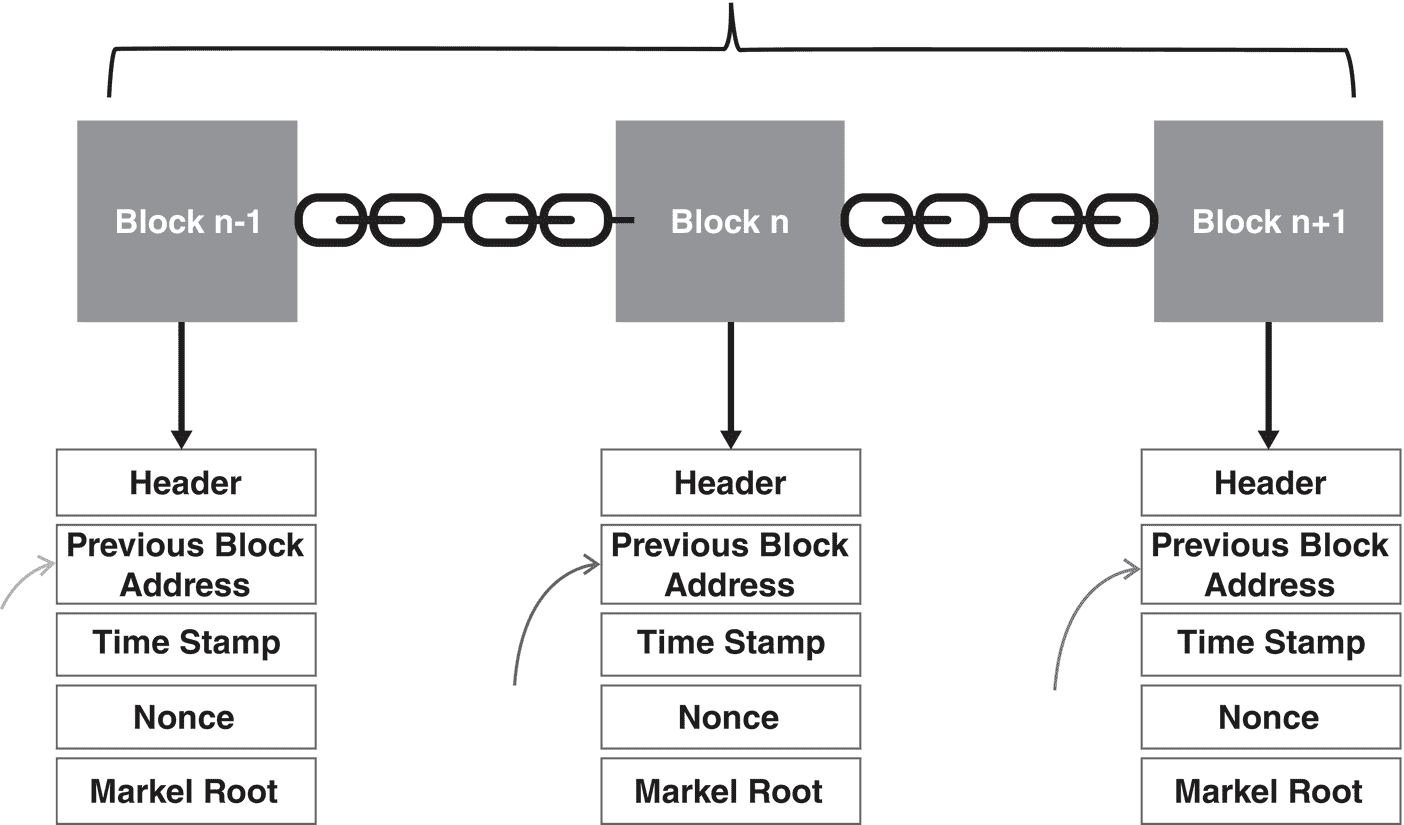 Block n-1
Block n
Block n+1
Header
Previous Block
Address
Time Stamp
Nonce
Markel Root
Header
Previous Block
Address
Time Stamp
Nonce
Markel Root
Header
Previous Block
Address
Time Stamp
Nonce
Markel Root